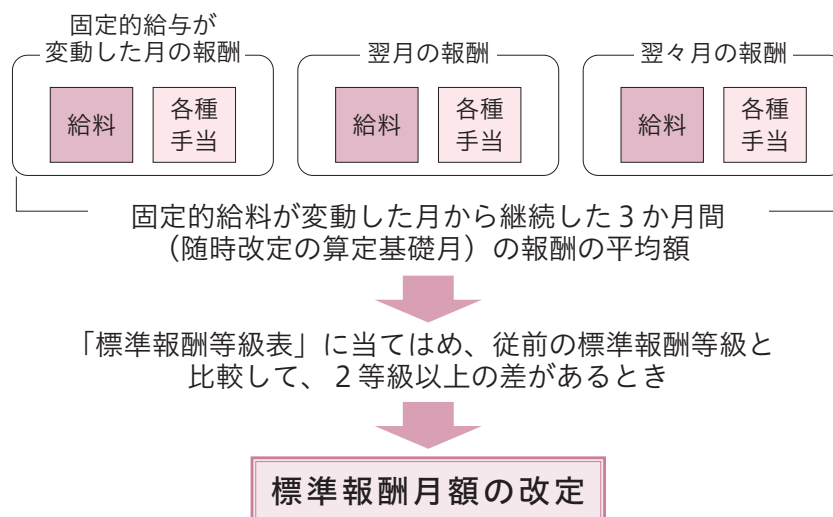 固定的給与が
変動した月の報酬
翌月の報酬
翌々月の報酬
給料
各種
手当
給料
各種
手当
給料
各種
手当
固定的給料が変動した月から継続した3か月間
（随時改定の算定基礎月）の報酬の平均額
「標準報酬等級表」に当てはめ、従前の標準報酬等級と
比較して、2等級以上の差があるとき
標準報酬月額の改定